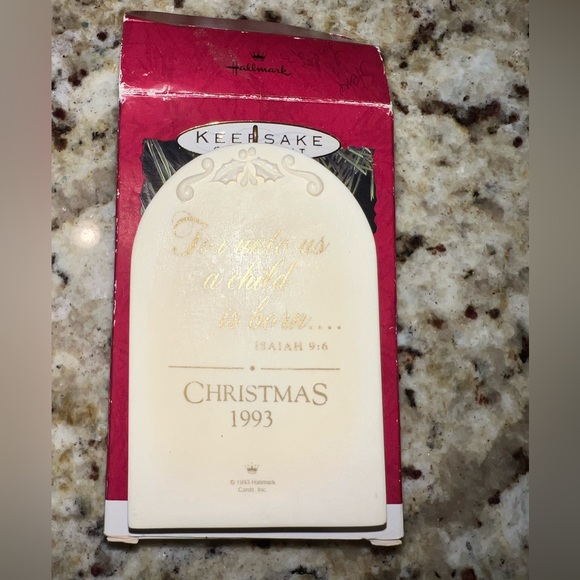 Hallmark
KEEPSAKE
For unto us
a child
is born....
ISAIAH 9:6
CHRISTMAS
1993
© 1993 Hallmark
Cards, Inc.